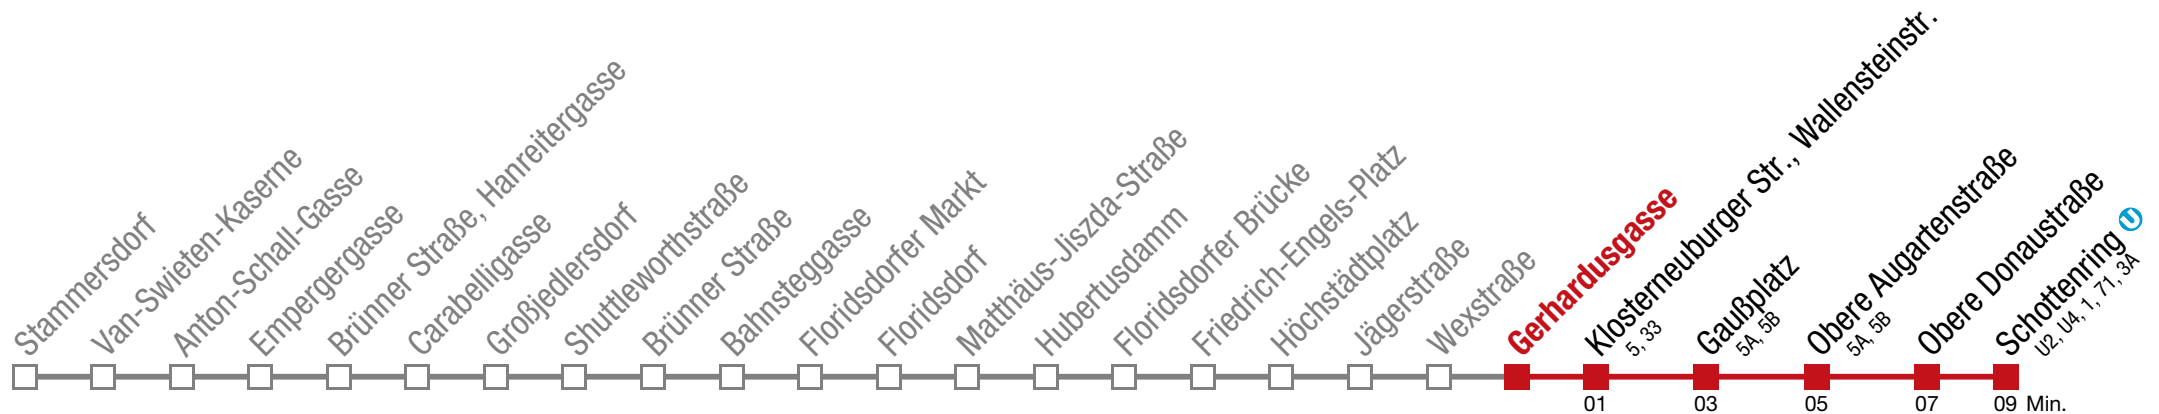 Stammersdorf
Van-Swieten-Kaserne
Anton-Schall-Gasse
Empergergasse
Brünner Straße, Hanreitergasse
Carabelligasse
Großjedlersdorf
Shuttleworthstraße
Brünner Straße
Bahnsteggasse
Floridsdorfer Markt
Floridsdorf
Matthäus-Jiszda-Straße
Hubertusdamm
Floridsdorfer Brücke
Friedrich-Engels-Platz
Höchstädtplatz
Jägerstraße
Wexstraße
Gerhardusgasse
Klosterneuburger Str., Wallensteinstr.
5, 33
Gaußplatz
5A, 5B
Obere Augartenstraße
5A, 5B
Obere Donaustraße
Schottenring U
U2, U4, 1, 71, 3A
01 03 05 07 09 Min.